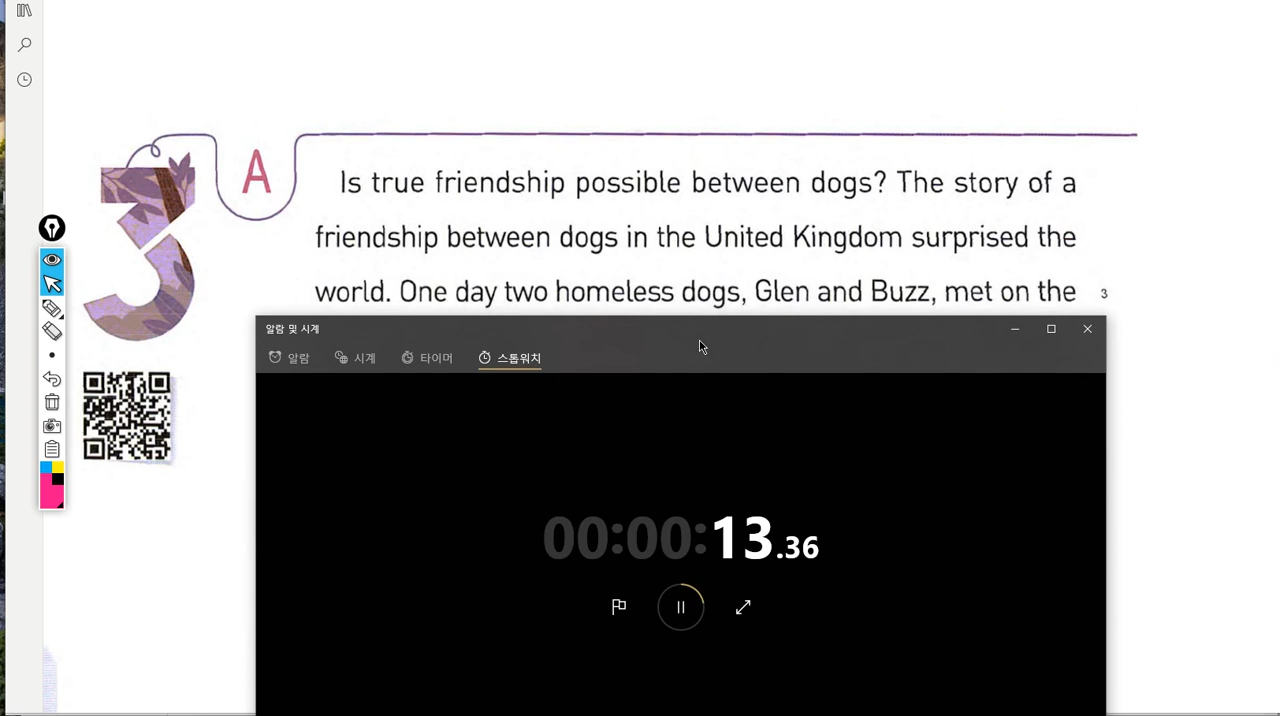 3
A
Is true friendship possible between dogs? The story of a
friendship between dogs in the United Kingdom surprised the
world. One day two homeless dogs, Glen and Buzz, met on the
3
알람 및 시계
알람 시계 타이머 스톱워치
00:00:13.36